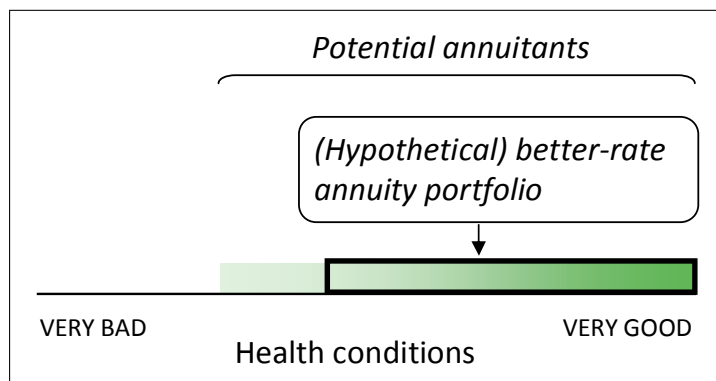 Potential annuitants
(Hypothetical) better-rate
annuity portfolio
VERY BAD
VERY GOOD
Health conditions